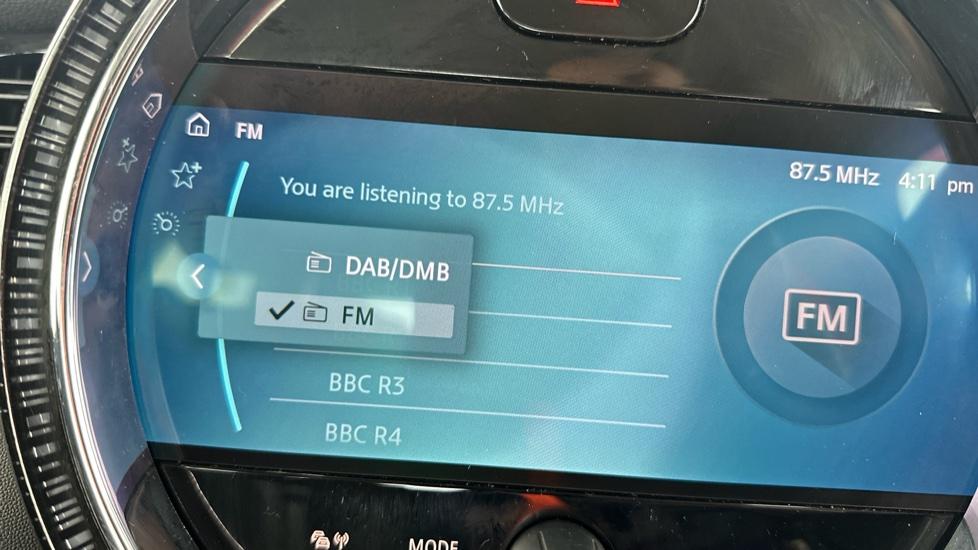 FM
87.5 MHz 4:11 pm
You are listening to 87.5 MHz
DAB/DMB
FM
FM
BBC R3
BBC R4
MODE